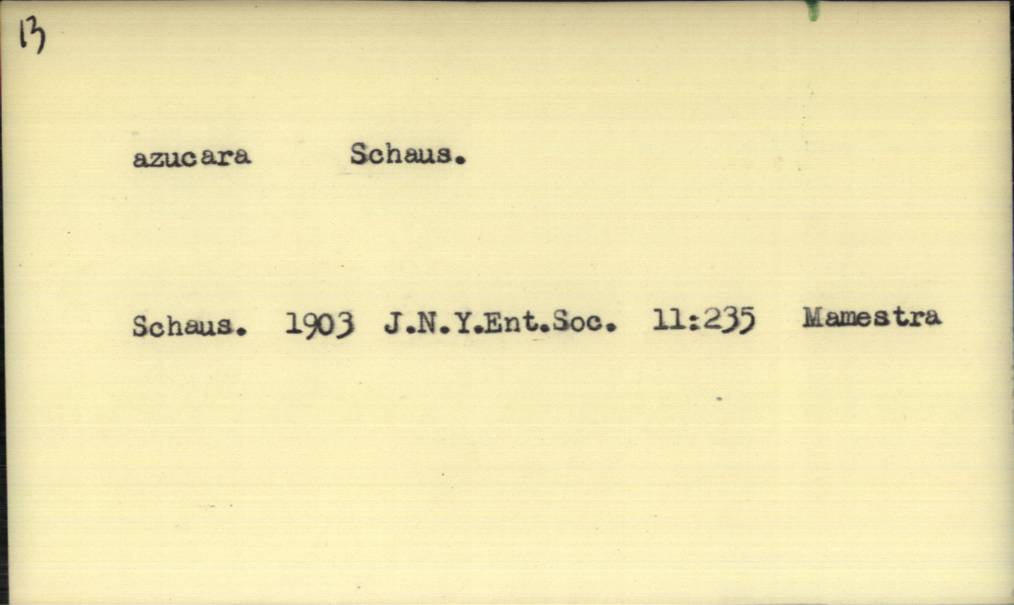 13
azucara Schaus.
Schaus. 1903 J.N.Y.Ent.Soc. 11:235 Mamestra